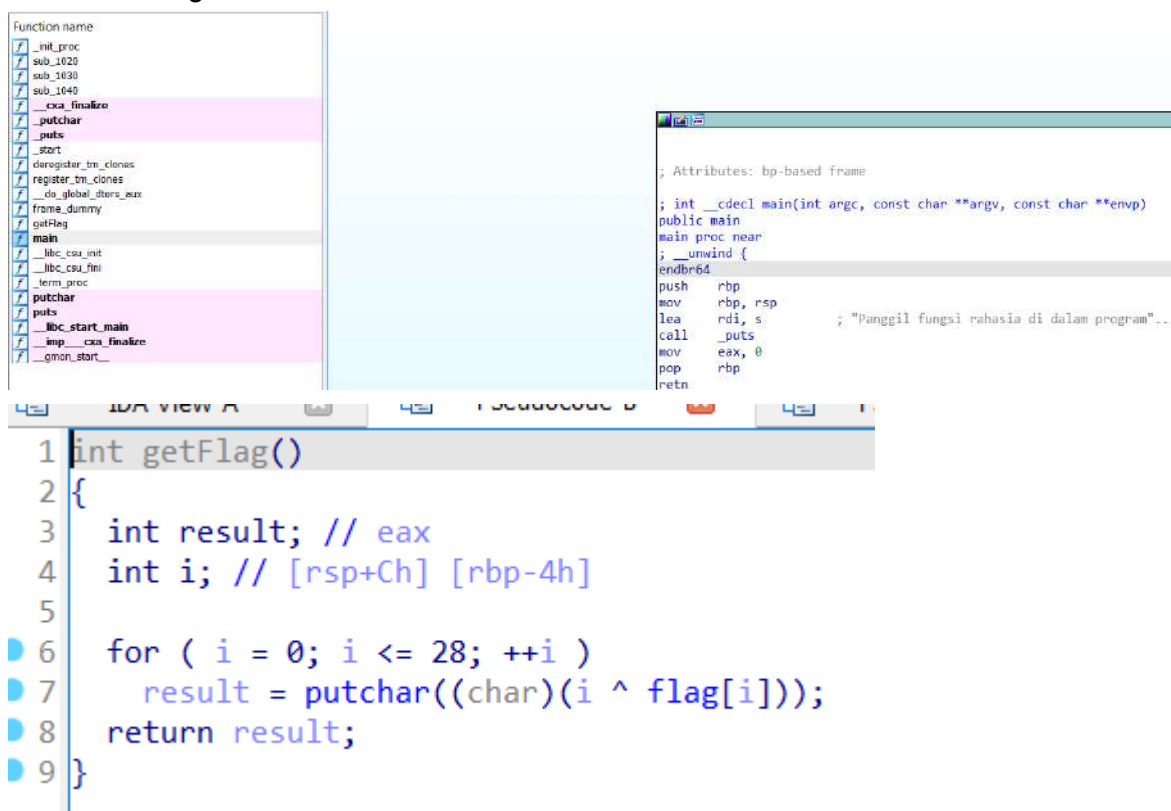 Function name
f _init_proc
f sub_1020
f sub_1030
f sub_1040
f __cxa_finalize
f _putchar
f _puts
f _start
f deregister_tm_clones
f register_tm_clones
f __do_global_dtors_aux
f frame_dummy
f getFlag
f main
f __libc_csu_init
f __libc_csu_fini
f _term_proc
f putchar
f puts
f __libc_start_main
f __imp___cxa_finalize
f __gmon_start__
; Attributes: bp-based frame
; int __cdecl main(int argc, const char **argv, const char **envp)
public main
main proc near
; __unwind {
endbr64
push rbp
mov rbp, rsp
lea rdi, s ; "Panggil fungsi rahasia di dalam program"...
call _puts
mov eax, 0
pop rbp
retn
IDA View-A Pseudocode-B
1 int getFlag()
2 {
3 int result; // eax
4 int i; // [rsp+Ch] [rbp-4h]
5
6 for ( i = 0; i <= 28; ++i )
7 result = putchar((char)(i ^ flag[i]));
8 return result;
9 }